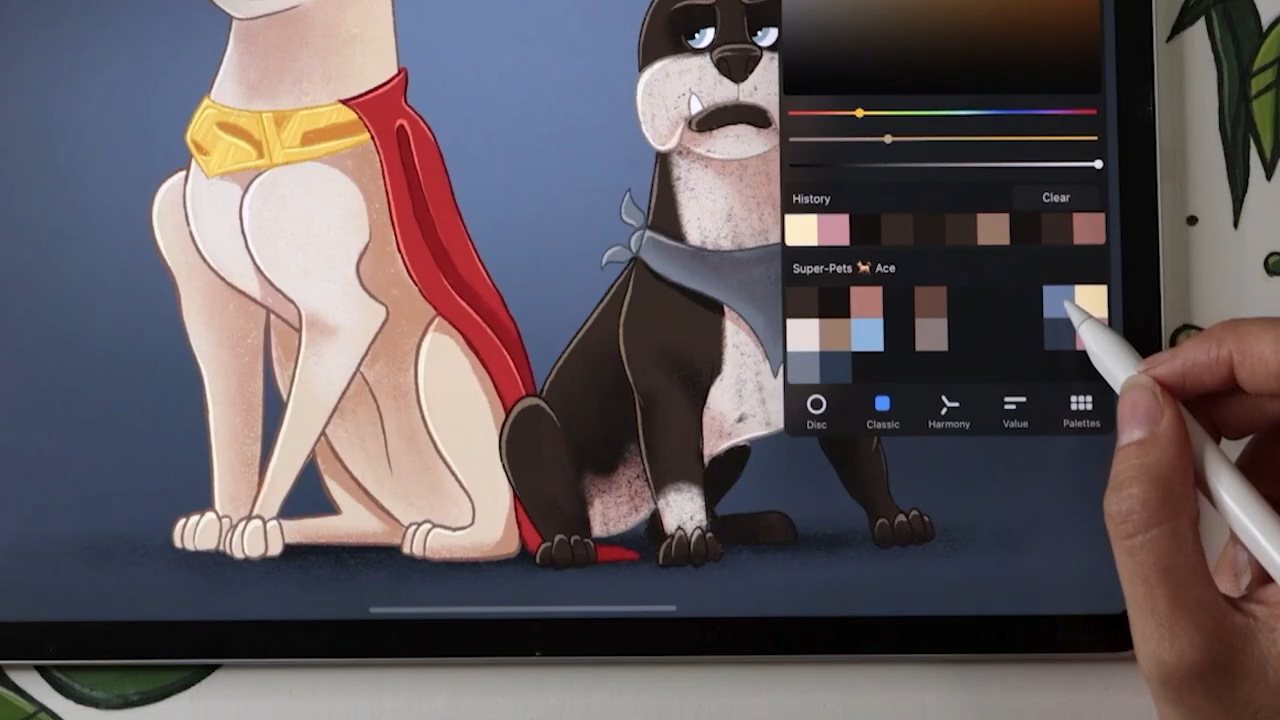 History Clear
Super-Pets 🐕 Ace
Disc Classic Harmony Value Palettes